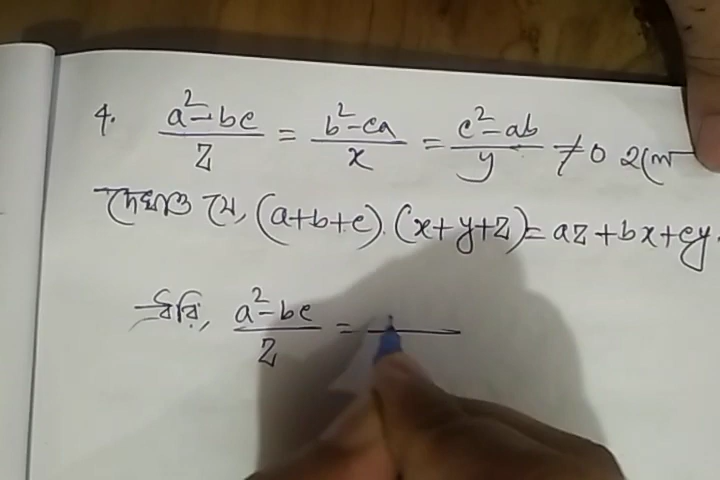 4. (a²-bc)/z = (b²-ca)/x = (c²-ab)/y ≠ 0 হলে
দেখাও যে, (a+b+c).(x+y+z)= az+bx+cy.
ধরি, (a²-bc)/z =